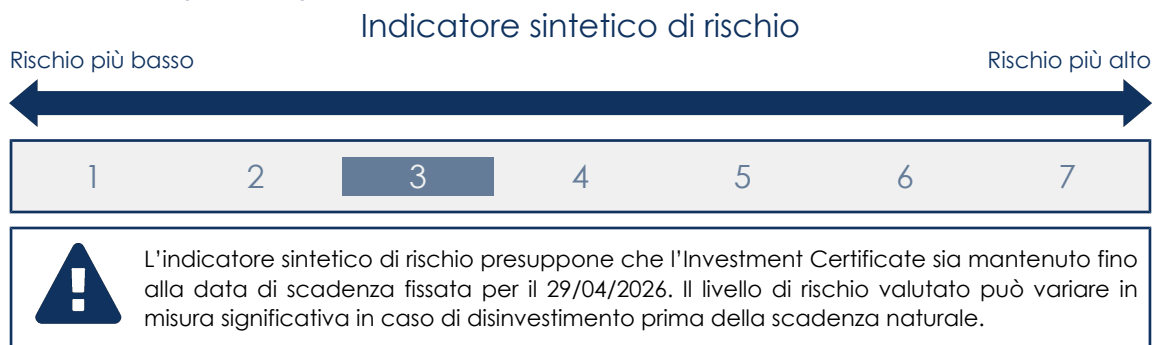 Indicatore sintetico di rischio
Rischio più basso
Rischio più alto
1 2 3 4 5 6 7
L'indicatore sintetico di rischio presuppone che l'Investment Certificate sia mantenuto fino
alla data di scadenza fissata per il 29/04/2026. Il livello di rischio valutato può variare in
misura significativa in caso di disinvestimento prima della scadenza naturale.